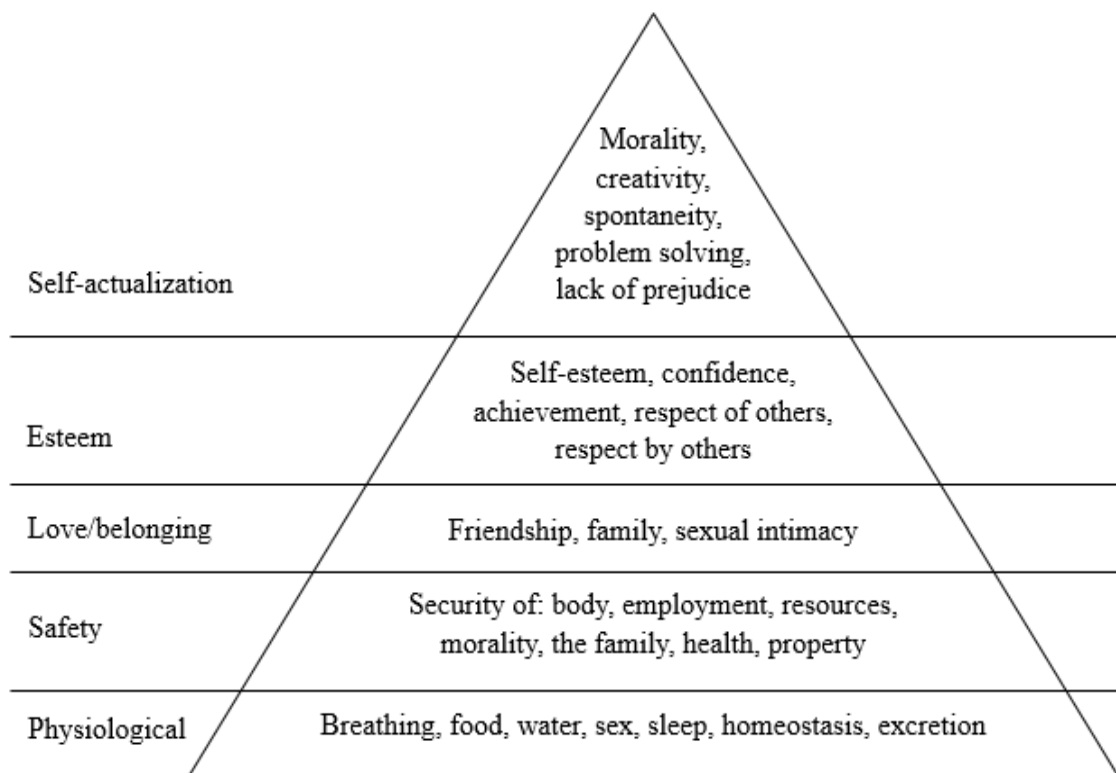 Morality,
creativity,
spontaneity,
problem solving,
lack of prejudice
Self-actualization
Self-esteem, confidence,
achievement, respect of others,
respect by others
Esteem
Love/belonging
Friendship, family, sexual intimacy
Security of: body, employment, resources,
morality, the family, health, property
Safety
Physiological
Breathing, food, water, sex, sleep, homeostasis, excretion